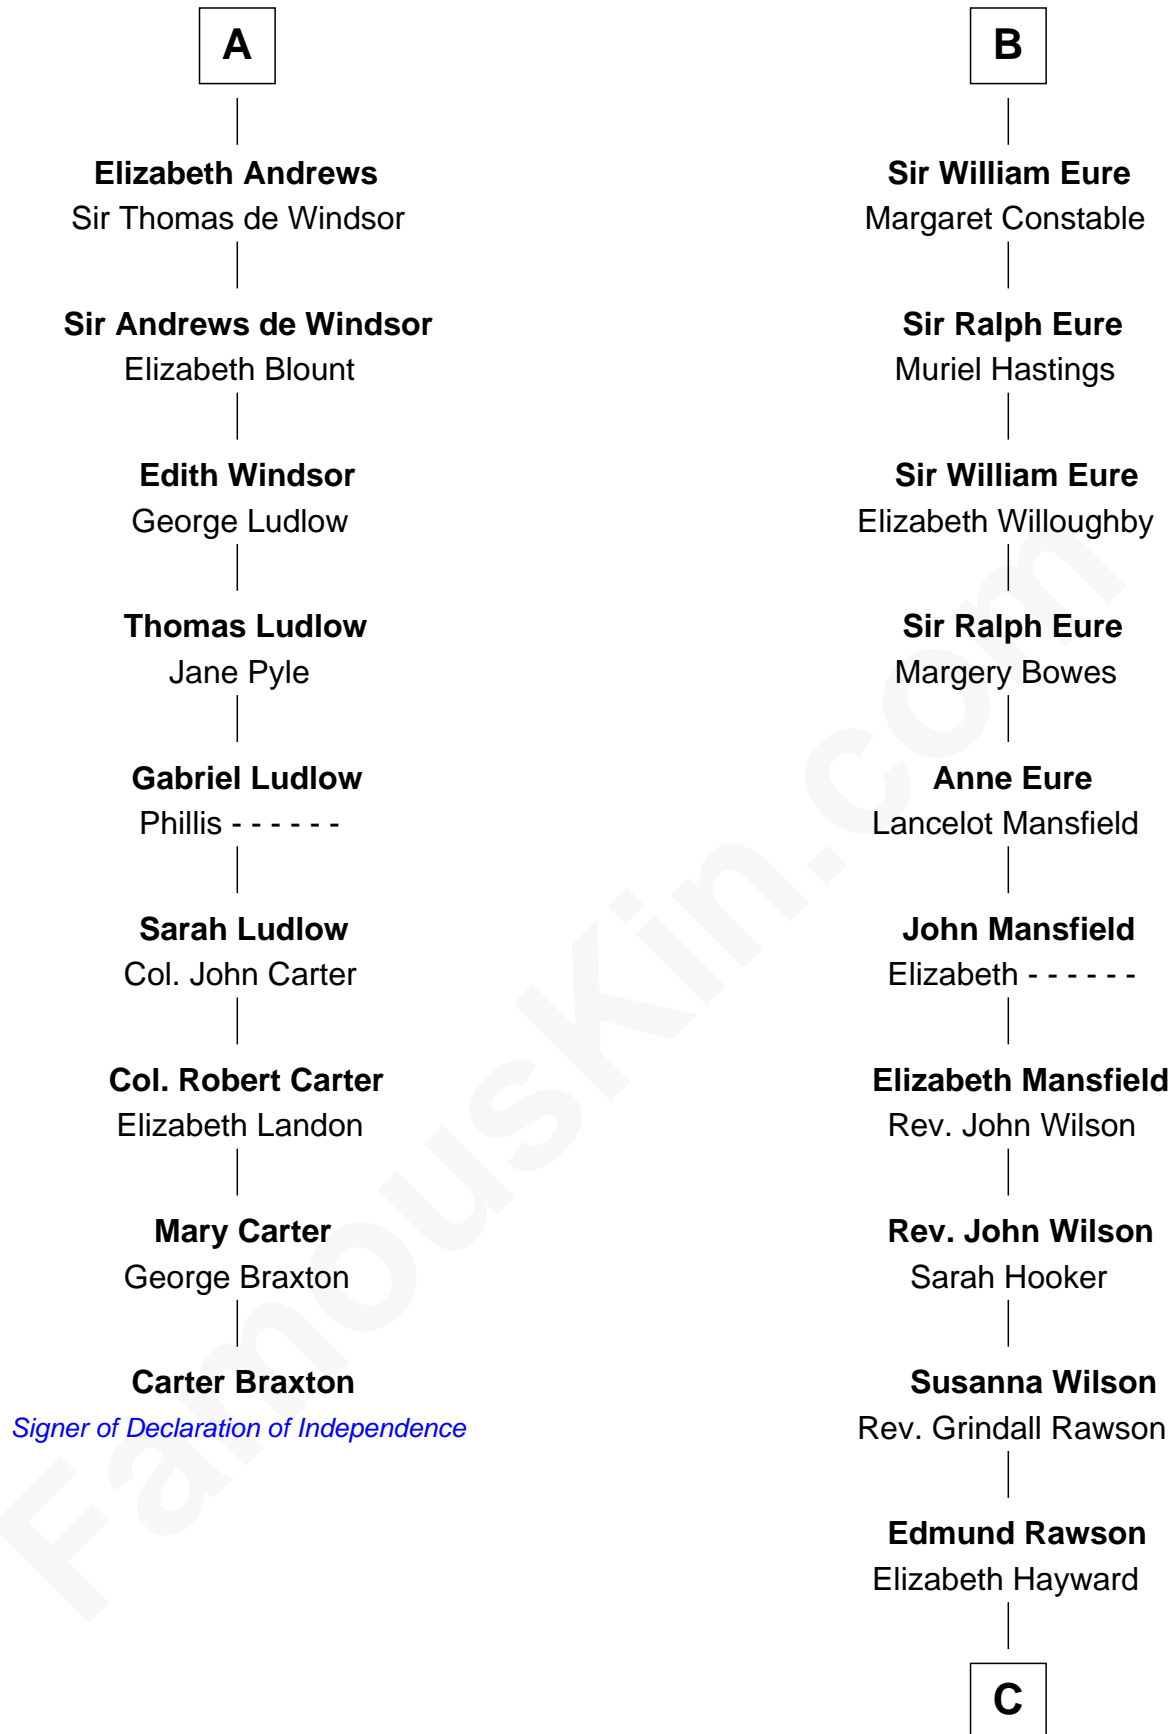 A
Elizabeth Andrews
Sir Thomas de Windsor
Sir Andrews de Windsor
Elizabeth Blount
Edith Windsor
George Ludlow
Thomas Ludlow
Jane Pyle
Gabriel Ludlow
Phillis - - - - - -
Sarah Ludlow
Col. John Carter
Col. Robert Carter
Elizabeth Landon
Mary Carter
George Braxton
Carter Braxton
Signer of Declaration of Independence
B
Sir William Eure
Margaret Constable
Sir Ralph Eure
Muriel Hastings
Sir William Eure
Elizabeth Willoughby
Sir Ralph Eure
Margery Bowes
Anne Eure
Lancelot Mansfield
John Mansfield
Elizabeth - - - - - -
Elizabeth Mansfield
Rev. John Wilson
Rev. John Wilson
Sarah Hooker
Susanna Wilson
Rev. Grindall Rawson
Edmund Rawson
Elizabeth Hayward
C
FamousKin.com